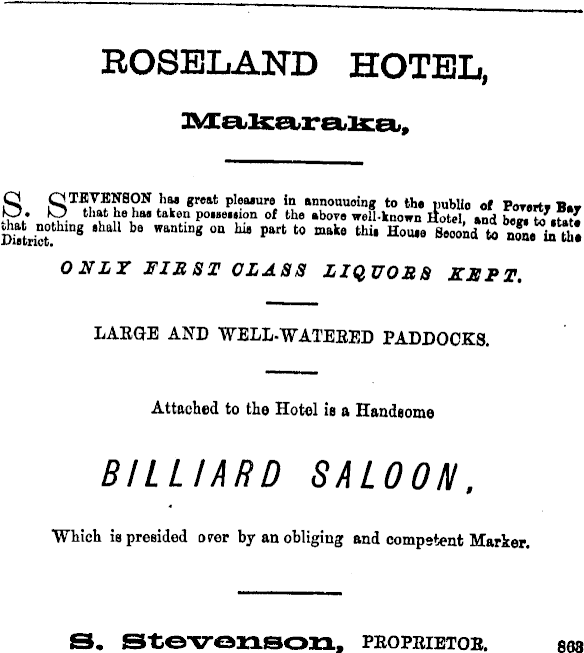 ROSELAND HOTEL,
Makaraka,
S. STEVENSON has great pleasure in annouucing to the public of Poverty Bay
that he has taken possession of the above well-known Hotel, and begs to state
that nothing shall be wanting on his part to make this House Second to none in the
District.
ONLY FIRST CLASS LIQUORS KEPT.
LARGE AND WELL-WATERED PADDOCKS.
Attached to the Hotel is a Handsome
BILLIARD SALOON,
Which is presided over by an obliging and competent Marker.
S. Stevenson, PROPRIETOR. 863